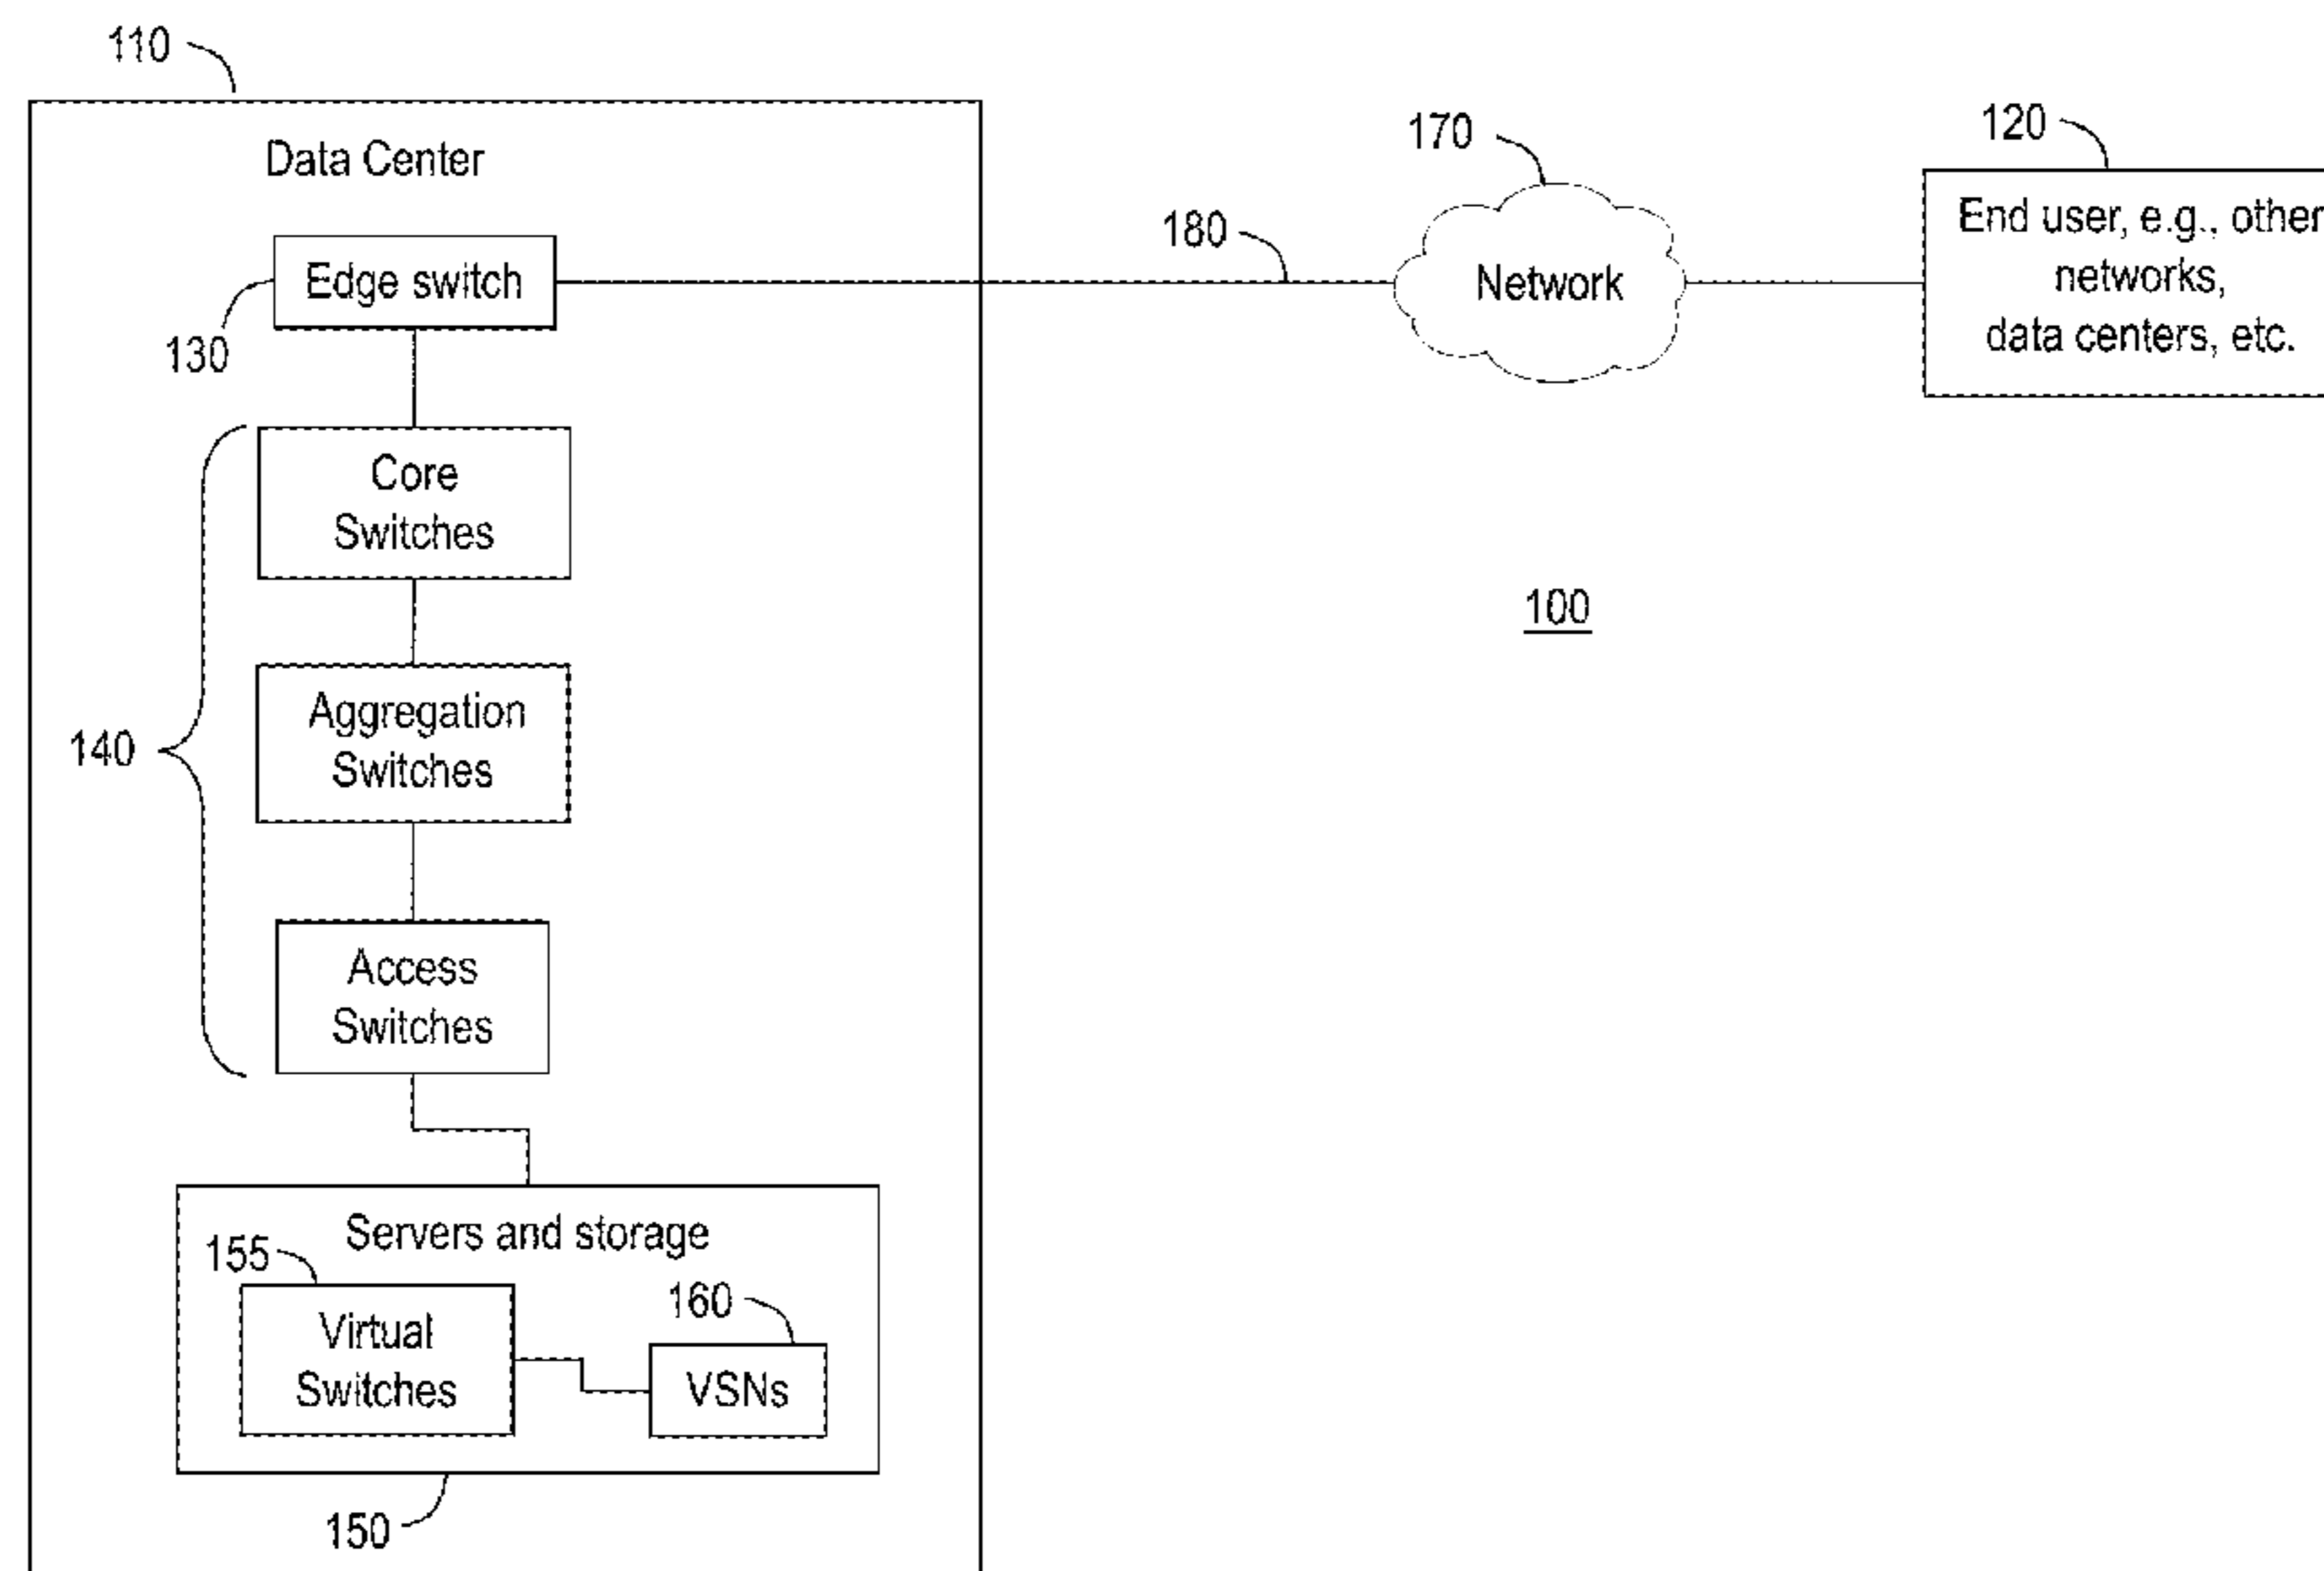 110
Data Center
170
120
End user, e.g., other
networks,
data centers, etc.
180
Network
Edge switch
130
Core
Switches
100
140
Aggregation
Switches
Access
Switches
Servers and storage
155
160
Virtual
Switches
VSNs
150